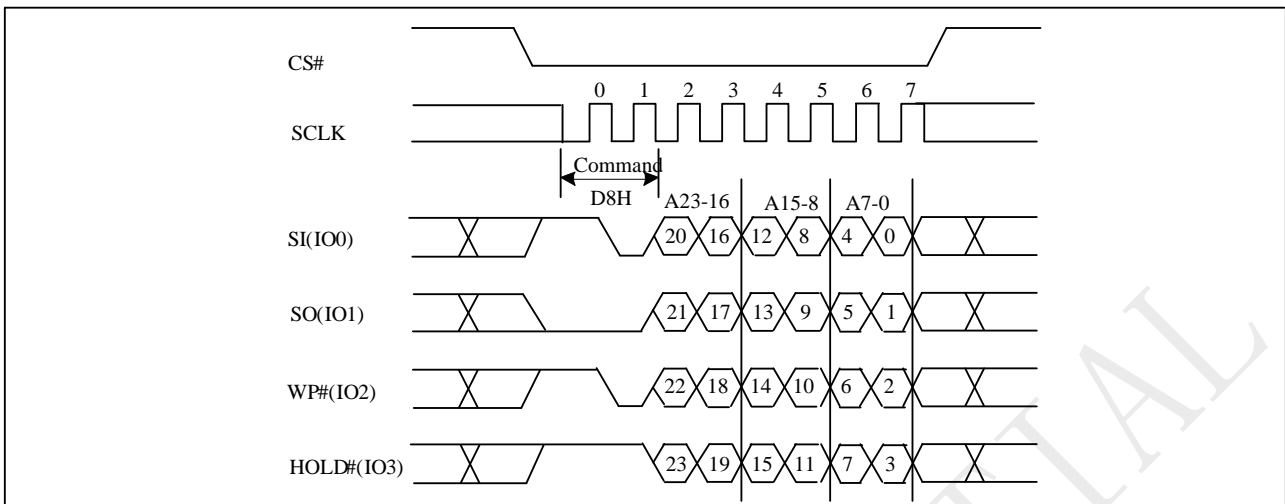 CS#
0 1 2 3 4 5 6 7
SCLK
Command
D8H
A23-16 A15-8 A7-0
SI(IO0) 20 16 12 8 4 0
SO(IO1) 21 17 13 9 5 1
WP#(IO2) 22 18 14 10 6 2
HOLD#(IO3) 23 19 15 11 7 3
TIAL